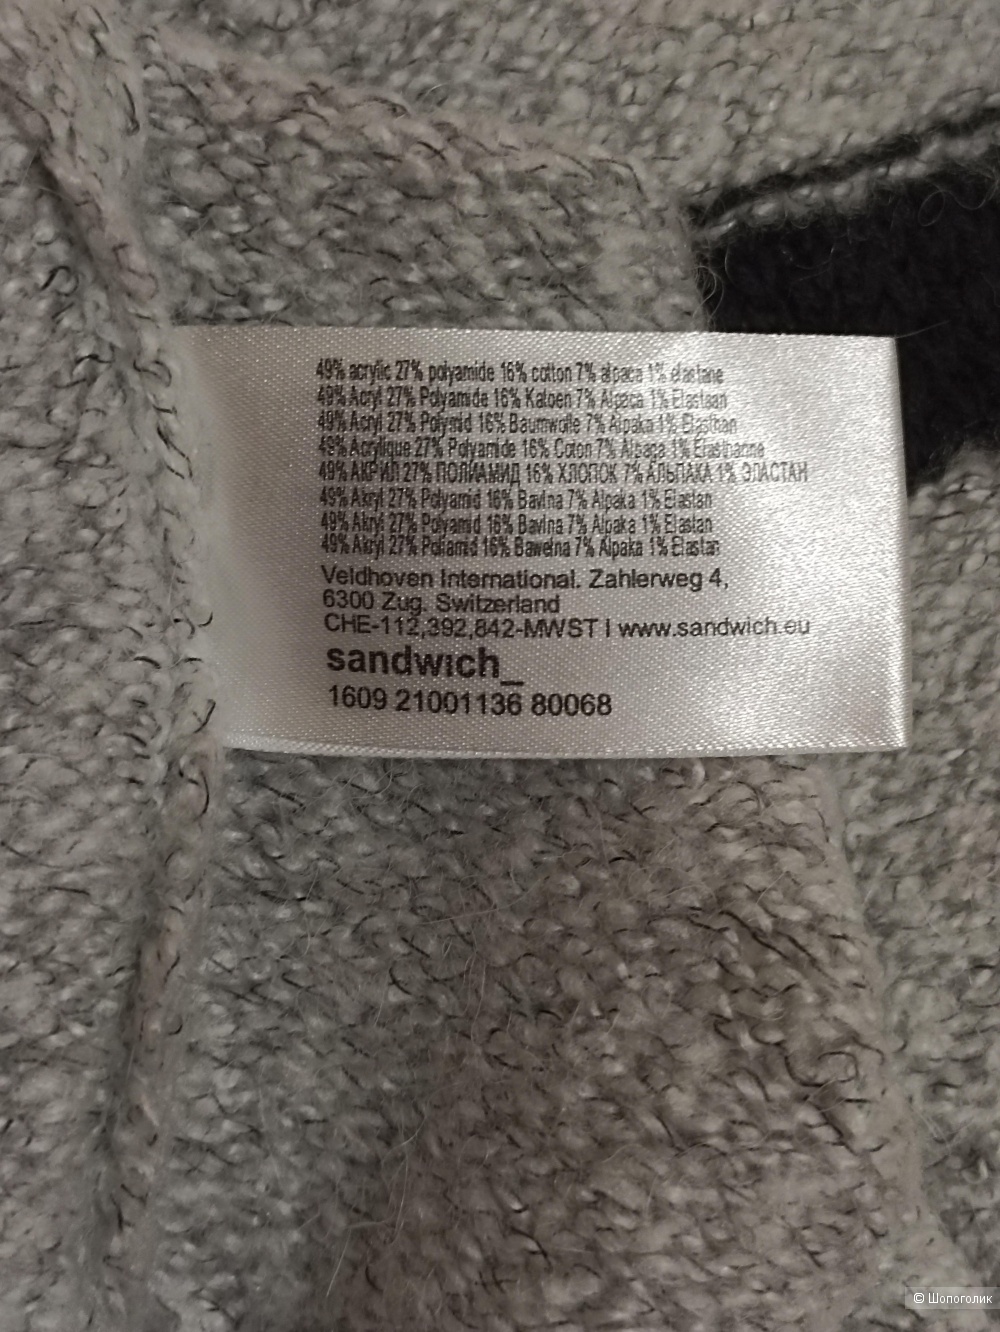 49% acrylic 27% polyamide 16% cotton 7% alpaca 1% elastane
49% Acryl 27% Polyamide 16% Katoen 7% Alpaca 1% Elastaan
49% Acryl 27% Polymid 16% Baumwolle 7% Alpaka 1% Elasthan
49% Acrylique 27% Polyamide 16% Coton 7% Alpaga 1% Elasthanne
49% АКРИЛ 27% ПОЛИАМИД 16% ХЛОПОК 7% АЛЬПАКА 1% ЭЛАСТАН
49% Akryl 27% Polyamid 16% Bavlna 7% Alpaka 1% Elastan
49% Akryl 27% Polyamid 16% Bavlna 7% Alpaka 1% Elastan
49% Akryl 27% Poliamid 16% Bawelna 7% Alpaka 1% Elastan
Veldhoven International. Zahlerweg 4,
6300 Zug. Switzerland
CHE-112,392,842-MWST | www.sandwich.eu
sandwich_
1609 21001136 80068
© Шопоголик